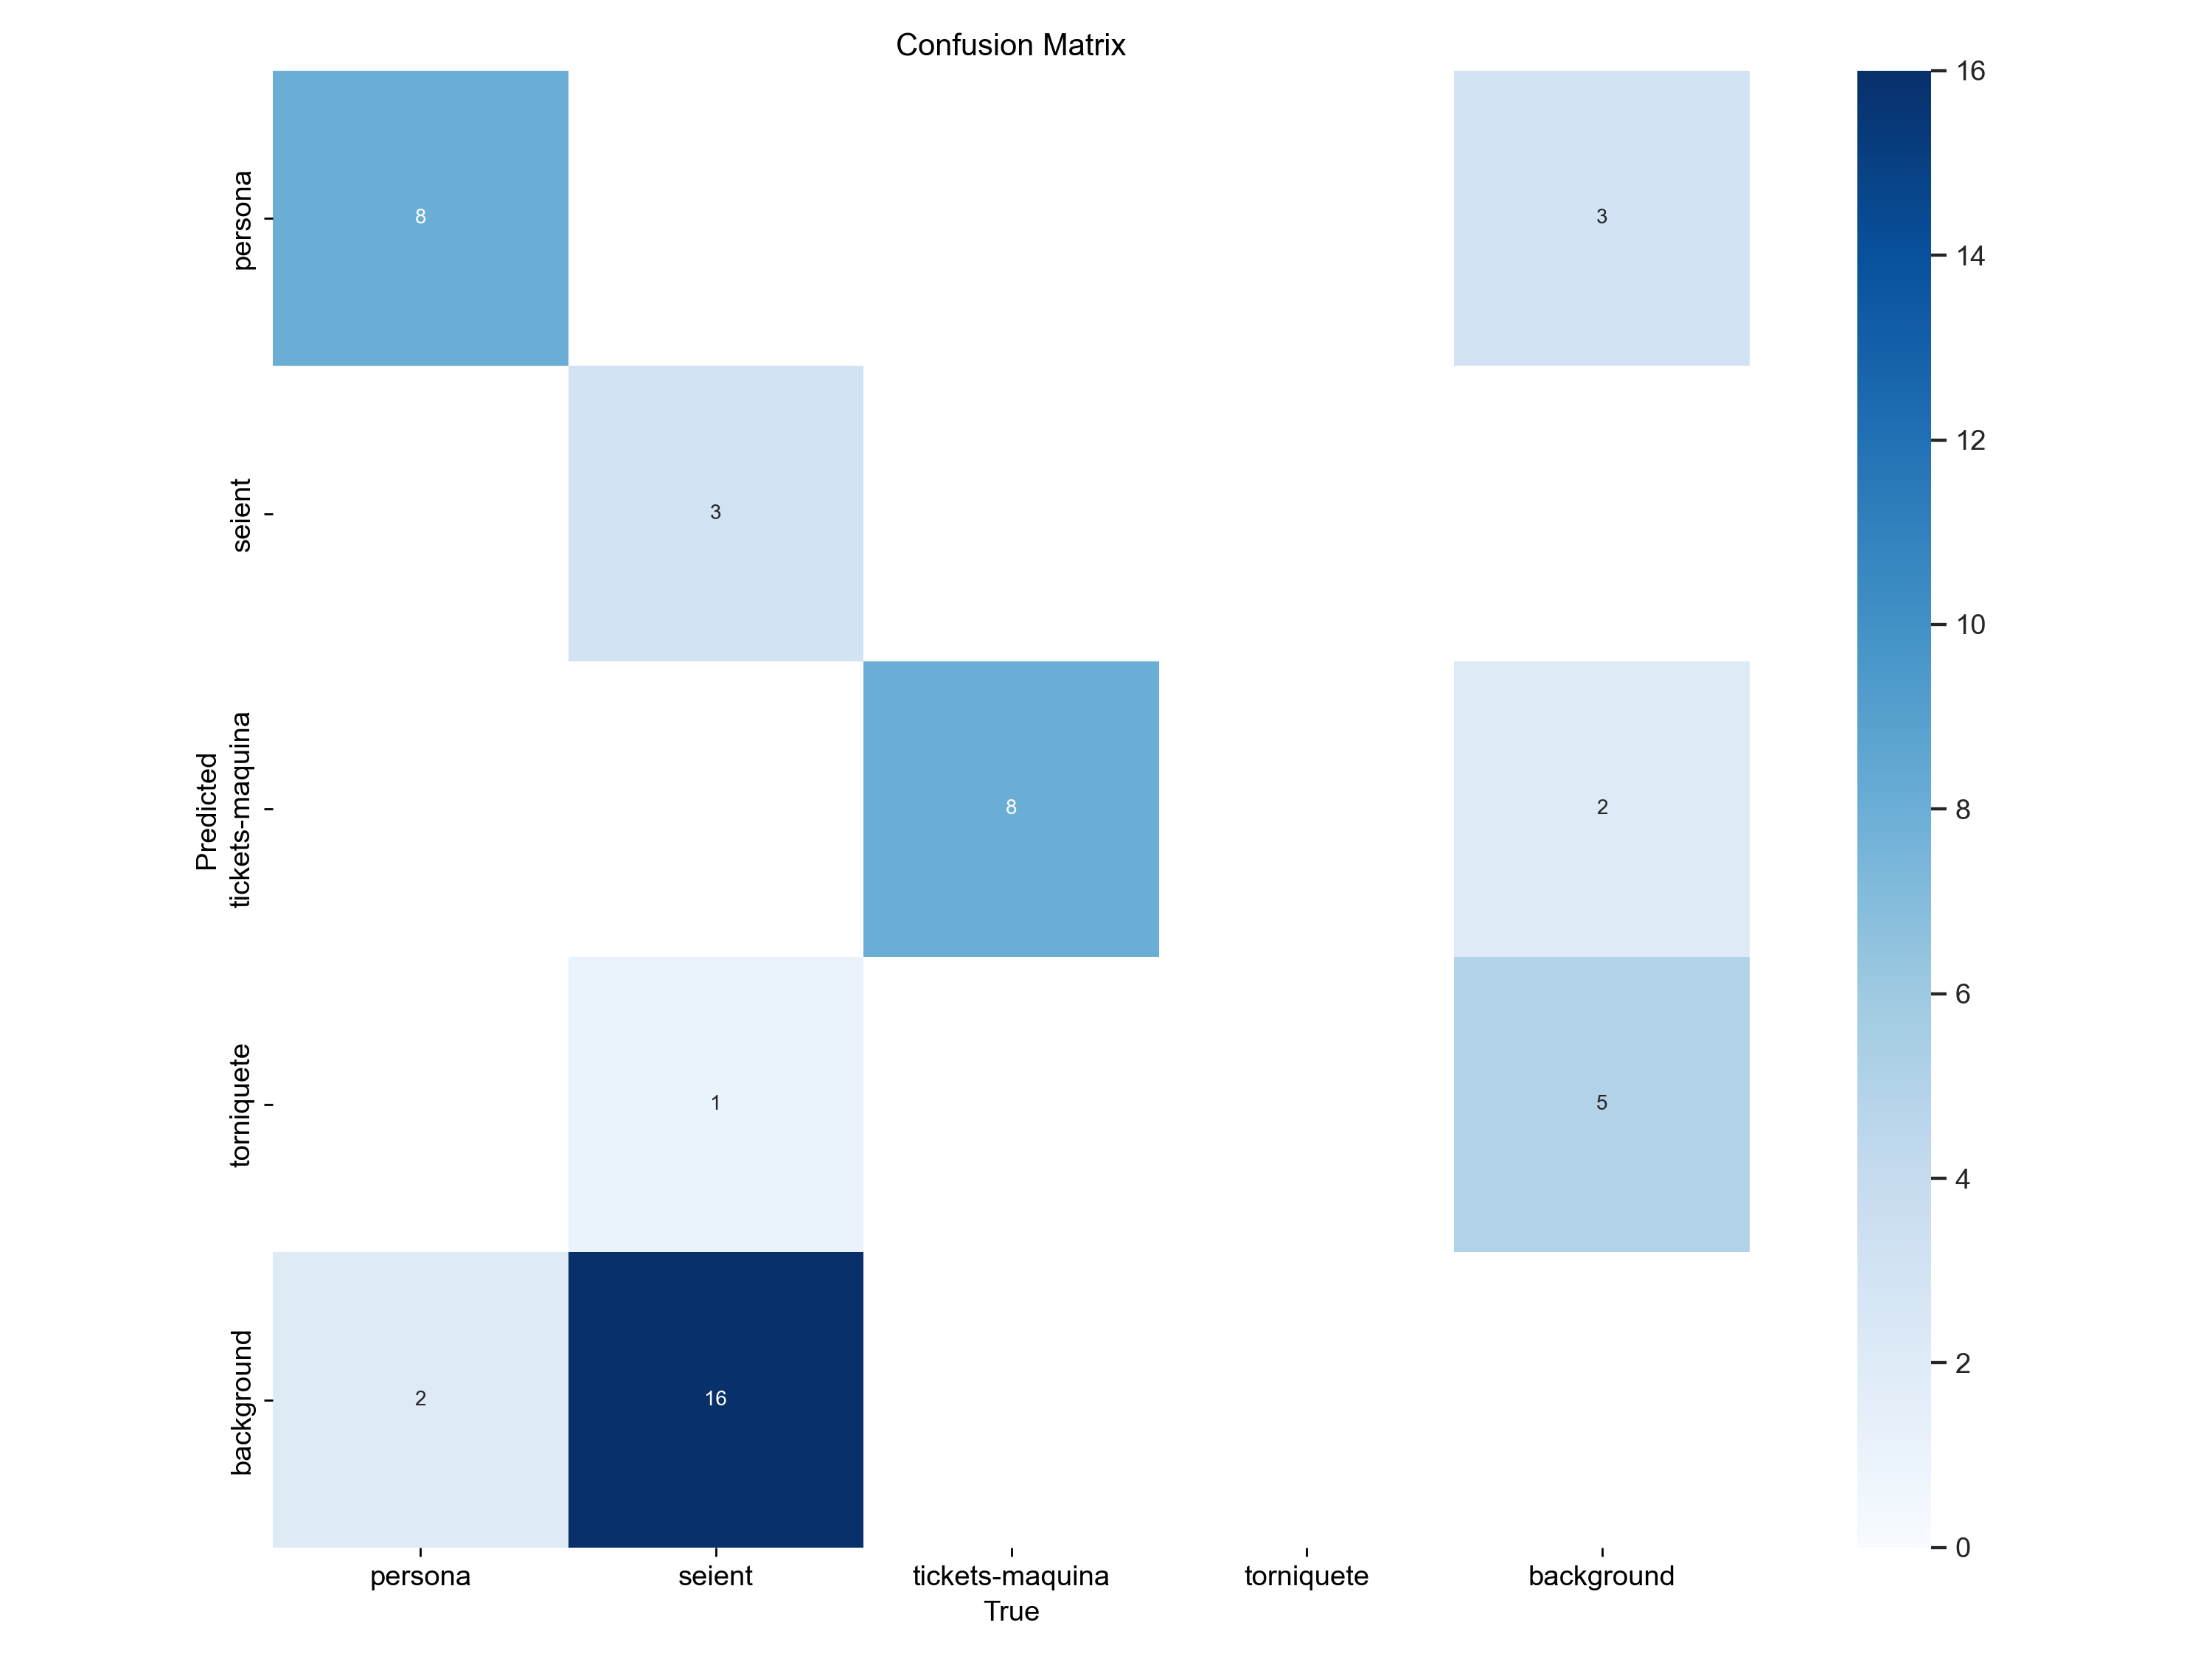 Confusion Matrix
persona
seient
tickets-maquina
torniquete
background
Predicted
8
3
3
8
2
1
5
2
16
persona
seient
tickets-maquina
torniquete
background
True
16
14
12
10
8
6
4
2
0